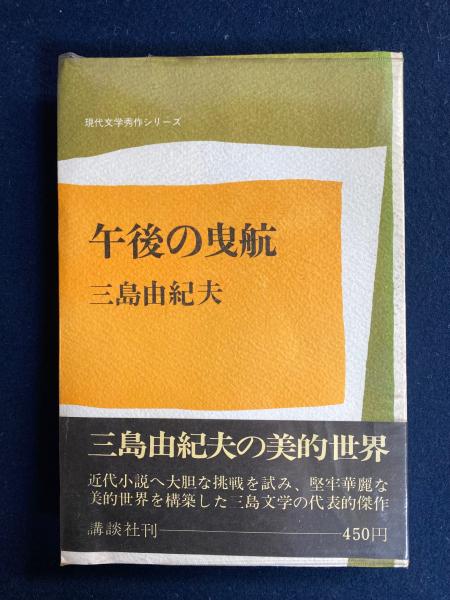 現代文学秀作シリーズ
午後の曳航
三島由紀夫
三島由紀夫の美的世界
近代小説へ大胆な挑戦を試み、堅牢華麗な
美的世界を構築した三島文学の代表的傑作
講談社刊――――450円